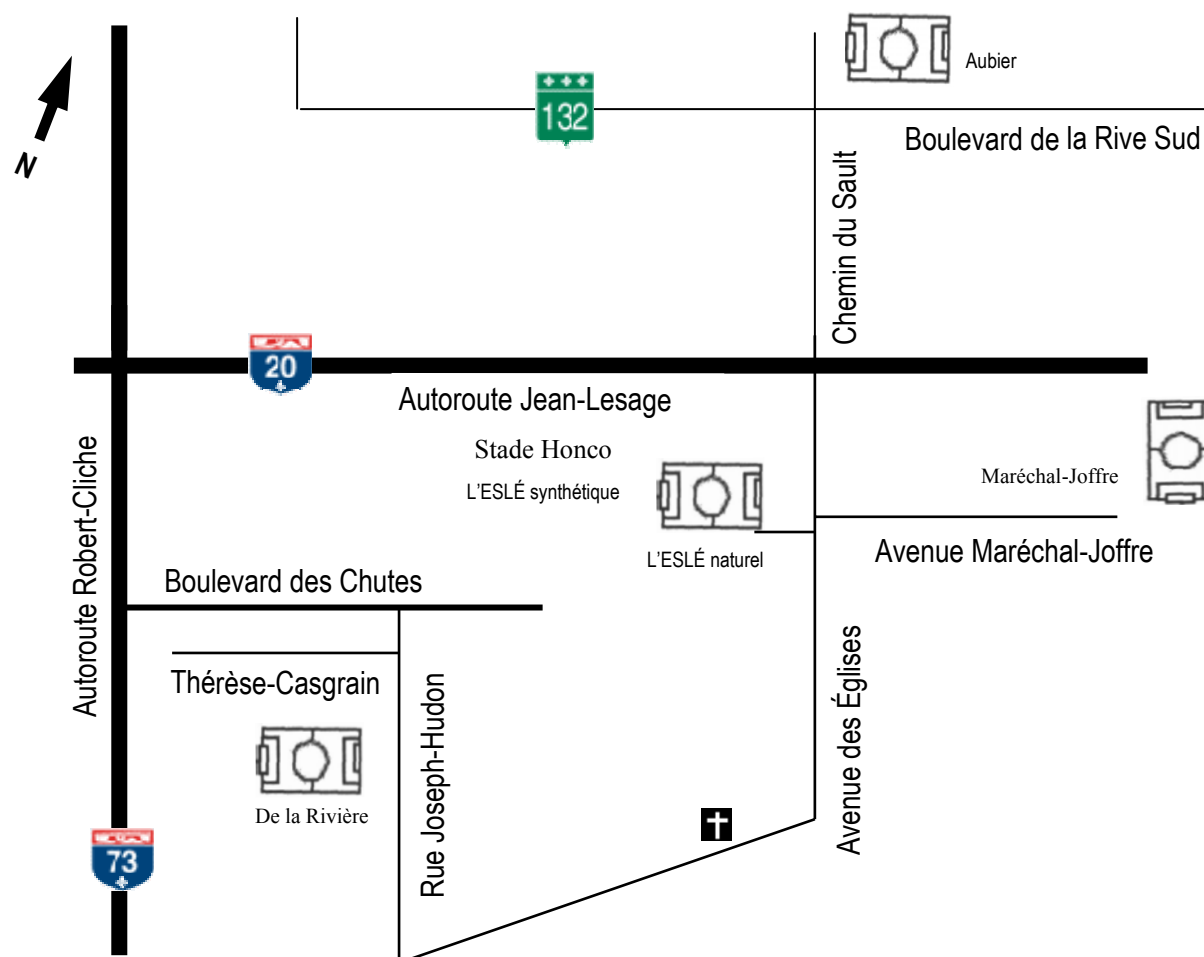 Aubier
132
Boulevard de la Rive Sud
N
Chemin du Sault
20
Autoroute Jean-Lesage
Stade Honco
L'ESLÉ synthétique
Maréchal-Joffre
L'ESLÉ naturel
Avenue Maréchal-Joffre
Autoroute Robert-Cliche
Boulevard des Chutes
Thérèse-Casgrain
Rue Joseph-Hudon
Avenue des Églises
De la Rivière
73